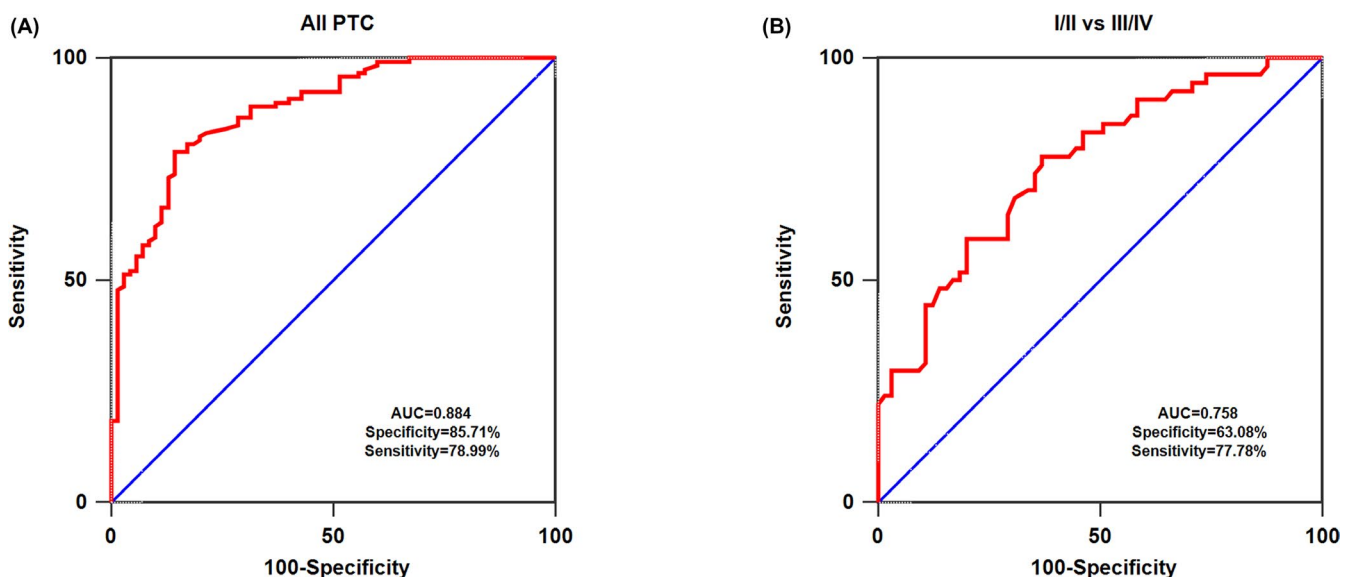 (A)
All PTC
100
50
0
Sensitivity
AUC=0.884
Specificity=85.71%
Sensitivity=78.99%
0
50
100
100-Specificity
(B)
I/II vs III/IV
100
50
0
Sensitivity
AUC=0.758
Specificity=63.08%
Sensitivity=77.78%
0
50
100
100-Specificity